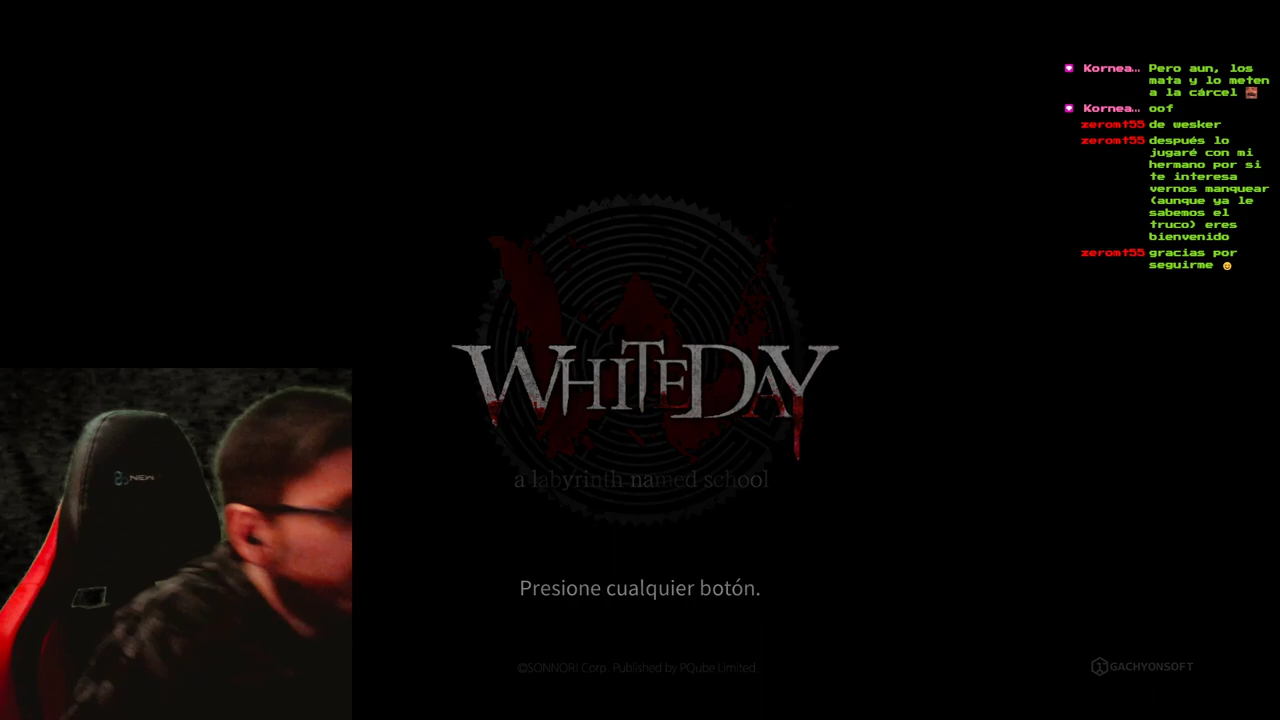 Kornea… Pero aun, los
mata y lo meten
a la cárcel
Kornea… oof
zeromt55 de wesker
zeromt55 después lo
jugaré con mi
hermano por si
te interesa
vernos manquear
(aunque ya le
sabemos el
truco) eres
bienvenido
zeromt55 gracias por
seguirme
WHITEDAY
a labyrinth named school
NEW
Presione cualquier botón.
©SONNORI Corp. Published by PQube Limited.
GACHYONSOFT